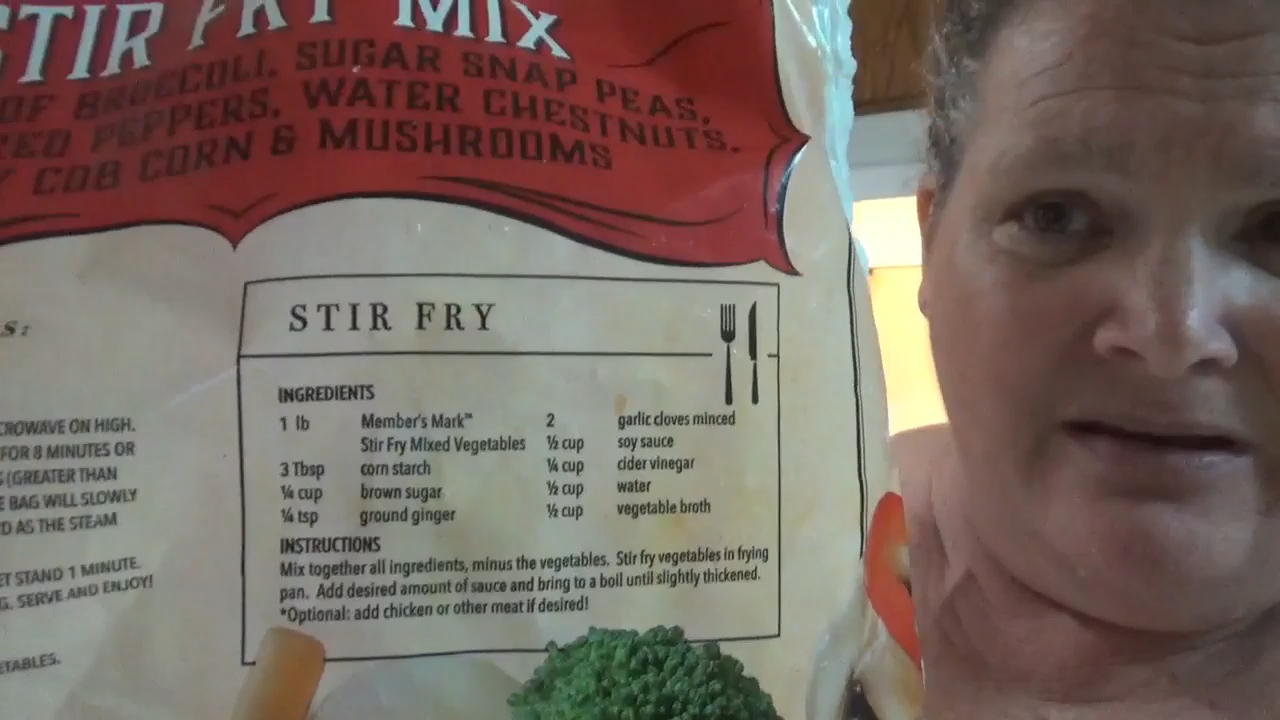 STIR FRY MIX
OF BROCCOLI, SUGAR SNAP PEAS,
RED PEPPERS, WATER CHESTNUTS,
COB CORN & MUSHROOMS
STIR FRY
INGREDIENTS
1 lb Member's Mark™ 2 garlic cloves minced
Stir Fry Mixed Vegetables ½ cup soy sauce
3 Tbsp corn starch ¼ cup cider vinegar
¼ cup brown sugar ½ cup water
¼ tsp ground ginger ½ cup vegetable broth
INSTRUCTIONS
Mix together all ingredients, minus the vegetables. Stir fry vegetables in frying
pan. Add desired amount of sauce and bring to a boil until slightly thickened.
*Optional: add chicken or other meat if desired!
CROWAVE ON HIGH.
FOR 8 MINUTES OR
(GREATER THAN
BAG WILL SLOWLY
AS THE STEAM
ET STAND 1 MINUTE.
SERVE AND ENJOY!
ETABLES.